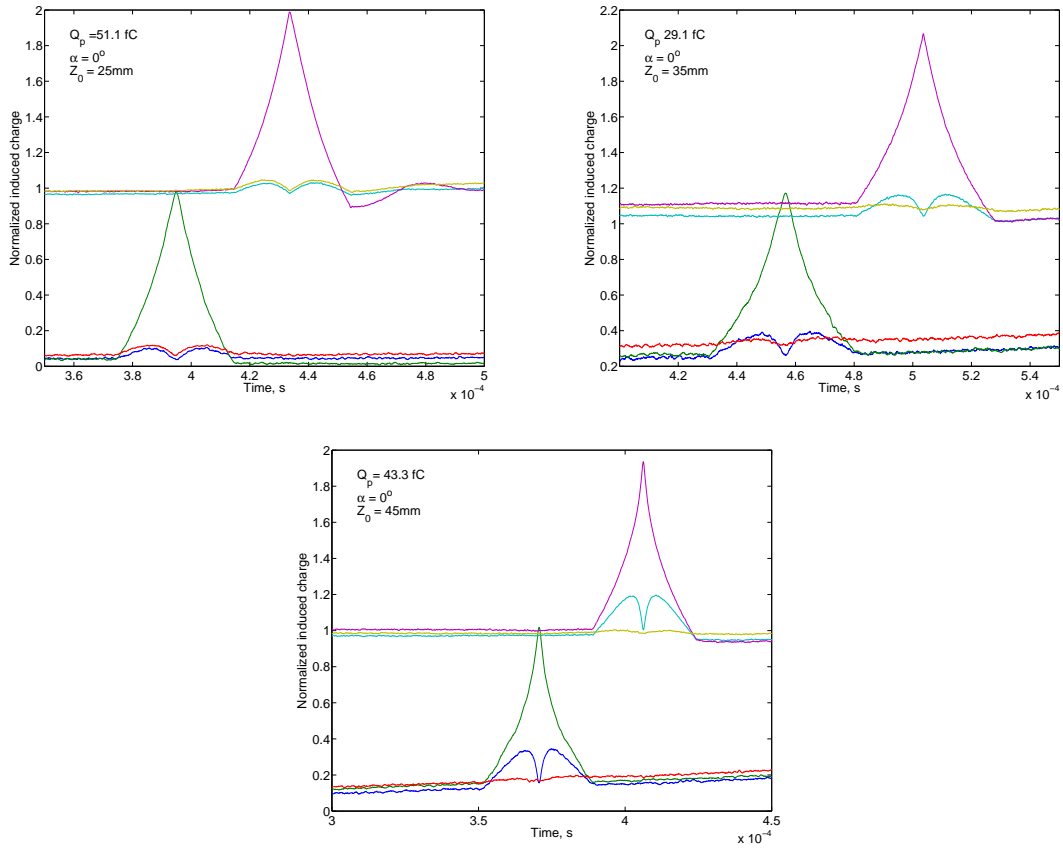 Q_p =51.1 fC
α = 0°
Z_0 = 25mm
Normalized induced charge
2
1.8
1.6
1.4
1.2
1
0.8
0.6
0.4
0.2
0
3.6 3.8 4 4.2 4.4 4.6 4.8 5
Time, s
x 10^-4
Q_p 29.1 fC
α = 0°
Z_0 = 35mm
Normalized induced charge
2.2
2
1.8
1.6
1.4
1.2
1
0.8
0.6
0.4
0.2
4.2 4.4 4.6 4.8 5 5.2 5.4
Time, s
x 10^-4
Q_p = 43.3 fC
α = 0°
Z_0 = 45mm
Normalized induced charge
2
1.8
1.6
1.4
1.2
1
0.8
0.6
0.4
0.2
0
3 3.5 4 4.5
Time, s
x 10^-4